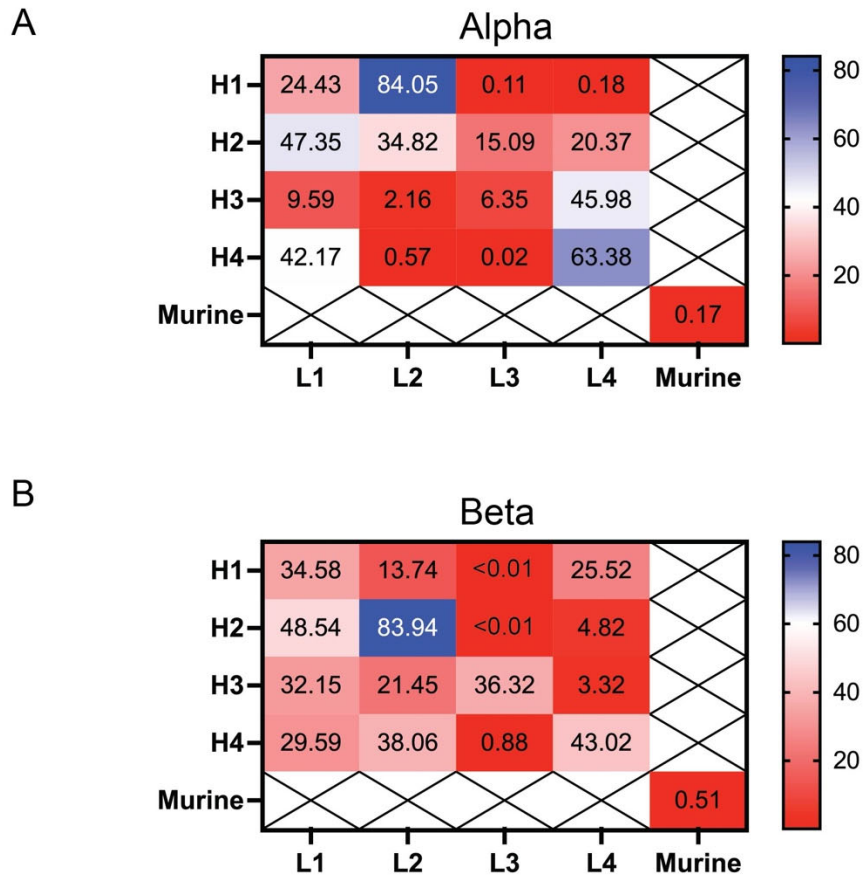 A
Alpha
H1 24.43 84.05 0.11 0.18
H2 47.35 34.82 15.09 20.37
H3 9.59 2.16 6.35 45.98
H4 42.17 0.57 0.02 63.38
Murine 0.17
L1 L2 L3 L4 Murine
80
60
40
20
B
Beta
H1 34.58 13.74 <0.01 25.52
H2 48.54 83.94 <0.01 4.82
H3 32.15 21.45 36.32 3.32
H4 29.59 38.06 0.88 43.02
Murine 0.51
L1 L2 L3 L4 Murine
80
60
40
20